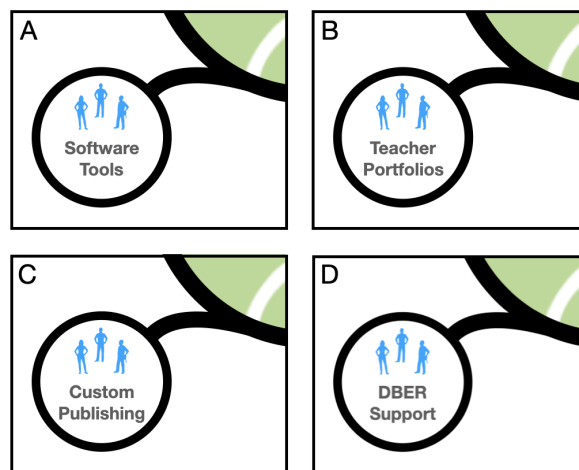 A
Software
Tools
B
Teacher
Portfolios
C
Custom
Publishing
D
DBER
Support